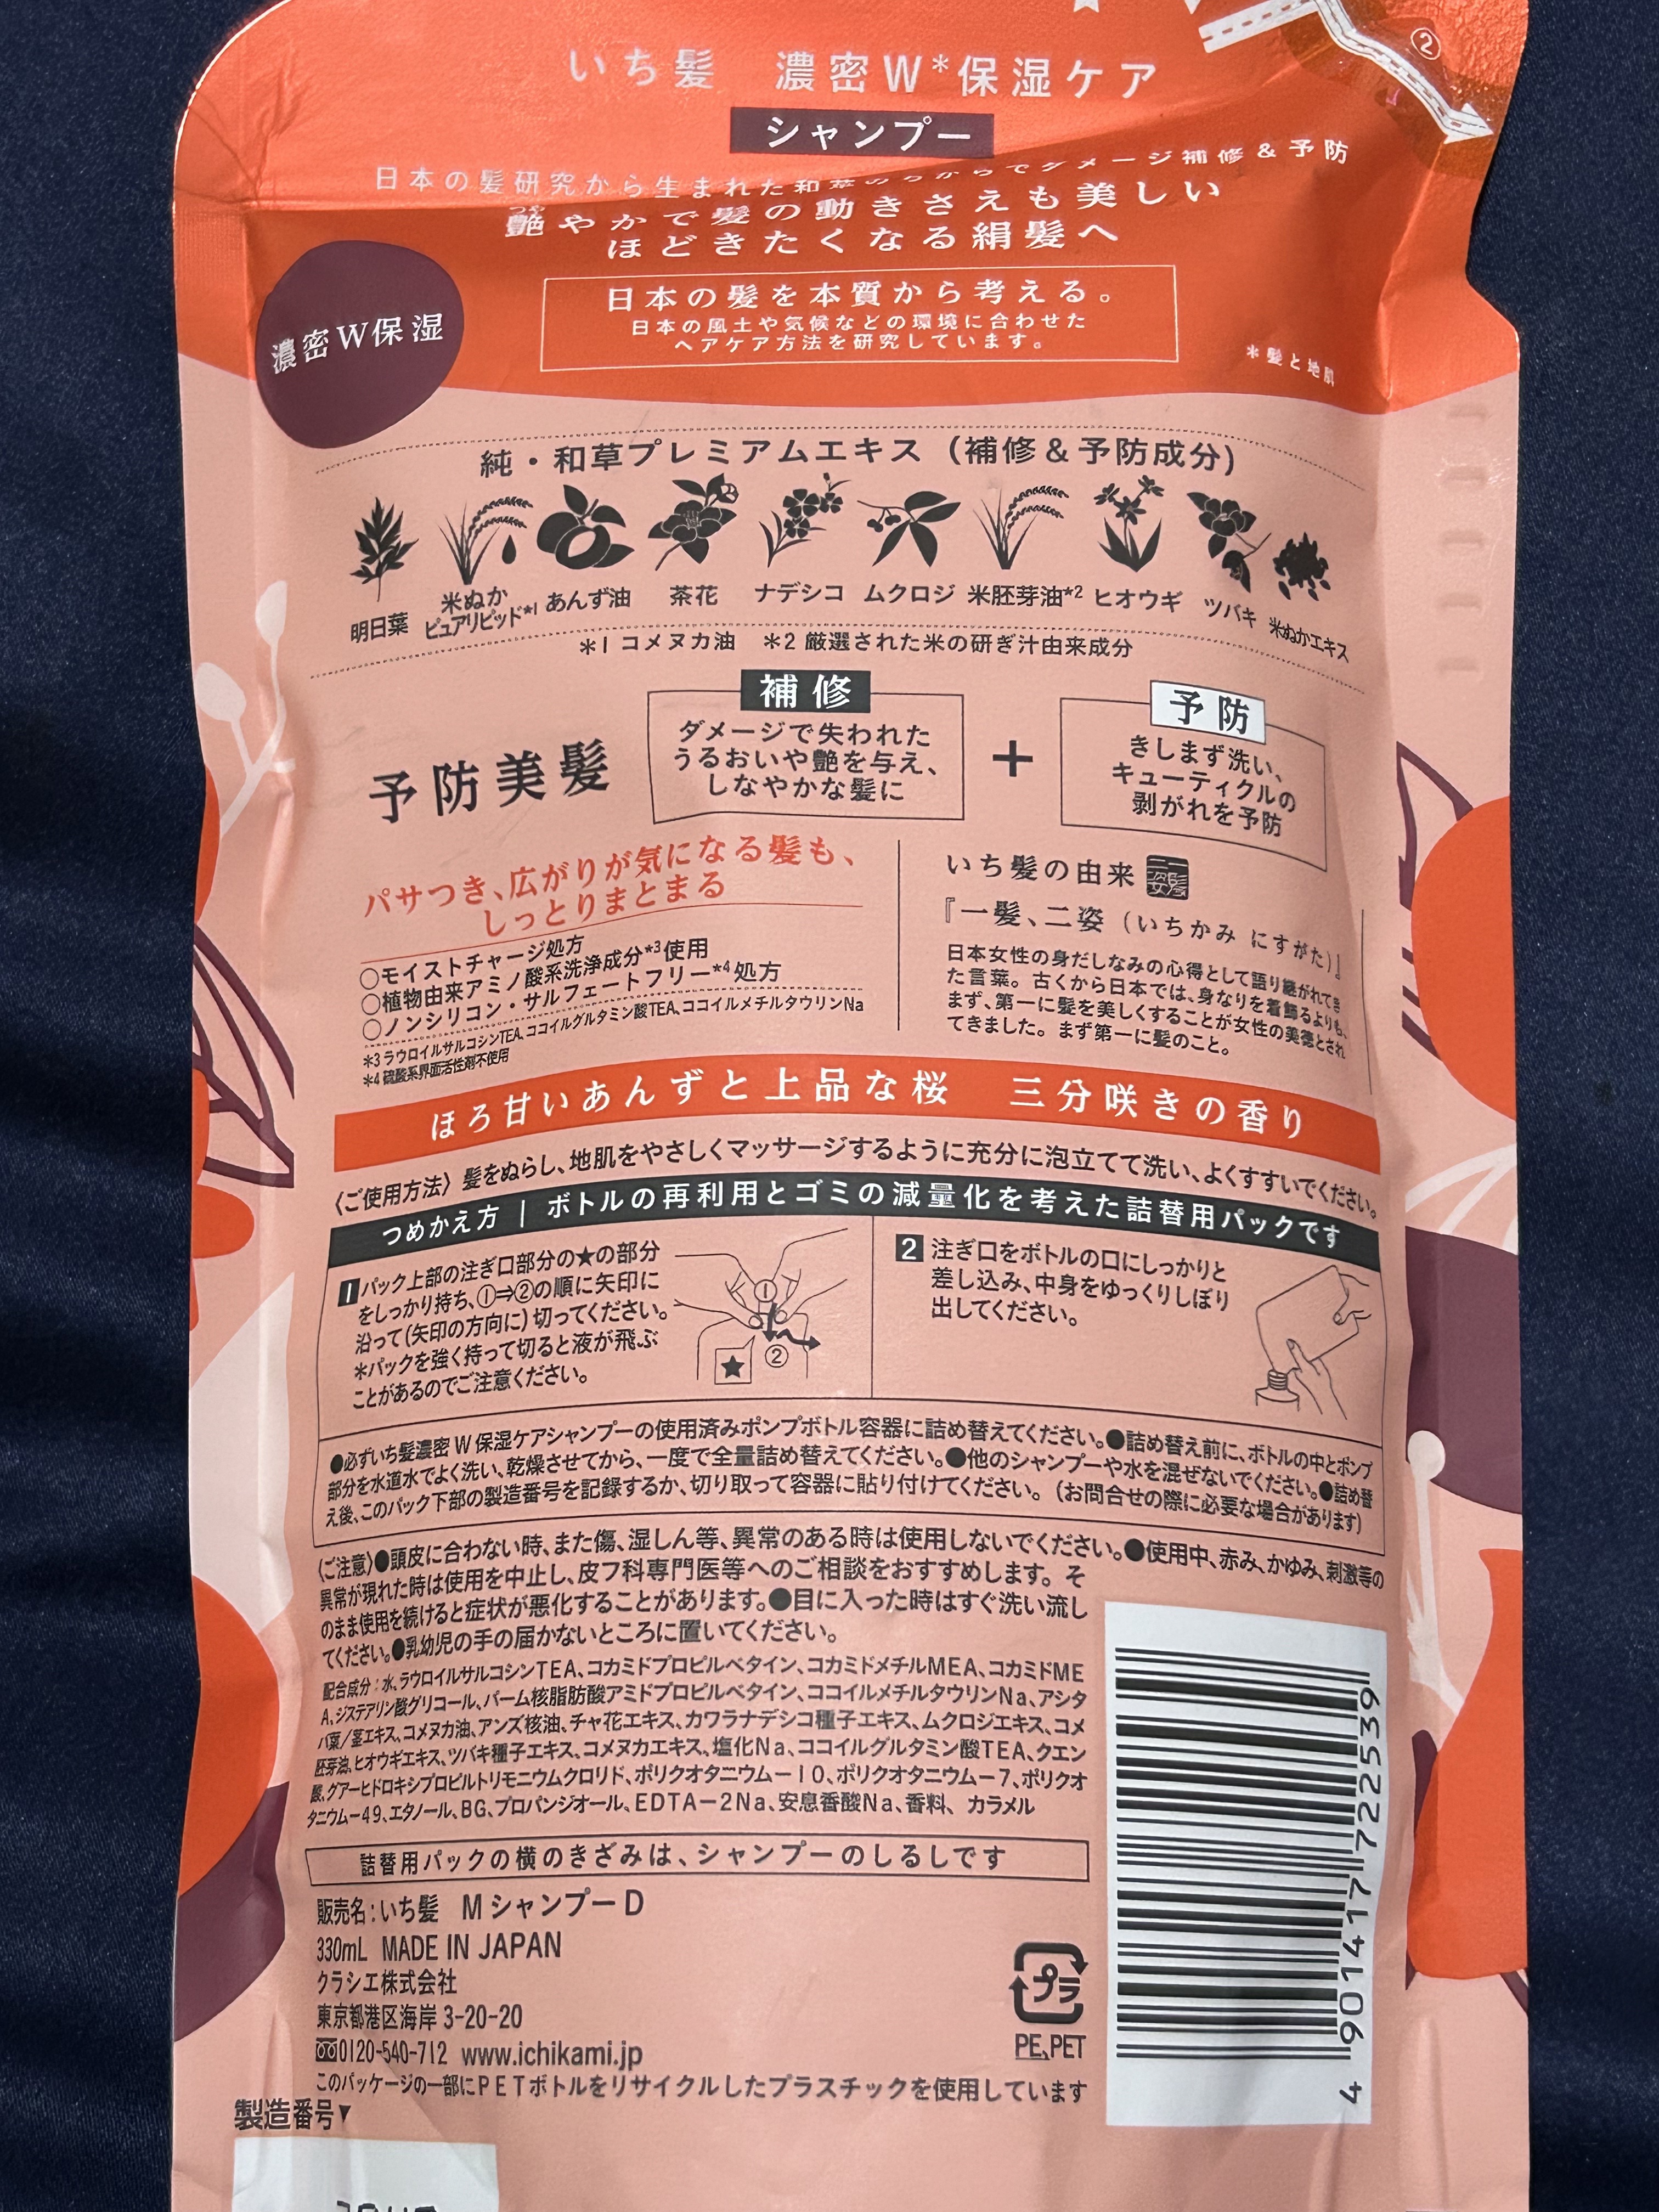 ②
いち髪 濃密W*保湿ケア
シャンプー
日本の髪研究から生まれた和草のちからでダメージ補修&予防
つや
艶やかで髪の動きさえも美しい
ほどきたくなる絹髪へ
日本の髪を本質から考える。
日本の風土や気候などの環境に合わせた
ヘアケア方法を研究しています。
*髪と地肌
濃密W保湿
純・和草プレミアムエキス(補修&予防成分)
明日葉
米ぬか
ピュアリピッド*1
あんず油
茶花
ナデシコ
ムクロジ
米胚芽油*2
ヒオウギ
ツバキ
米ぬかエキス
*1 コメヌカ油 *2 厳選された米の研ぎ汁由来成分
予防美髪
補修
ダメージで失われた
うるおいや艶を与え、
しなやかな髪に
+
予防
きしまず洗い、
キューティクルの
剥がれを予防
パサつき、広がりが気になる髪も、
しっとりまとまる
○モイストチャージ処方
○植物由来アミノ酸系洗浄成分*3使用
○ノンシリコン・サルフェートフリー*4処方
*3 ラウロイルサルコシンTEA、ココイルグルタミン酸TEA、ココイルメチルタウリンNa
*4 硫酸系界面活性剤不使用
いち髪の由来
『一髪、二姿(いちかみ にすがた)』
日本女性の身だしなみの心得として語り継がれてき
た言葉。古くから日本では、身なりを着飾るよりも、
まず、第一に髪を美しくすることが女性の美徳とされ
てきました。まず第一に髪のこと。
ほろ甘いあんずと上品な桜 三分咲きの香り
〈ご使用方法〉髪をぬらし、地肌をやさしくマッサージするように充分に泡立てて洗い、よくすすいでください。
つめかえ方|ボトルの再利用とゴミの減量化を考えた詰替用パックです
1 パック上部の注ぎ口部分の★の部分
をしっかり持ち、①⇒②の順に矢印に
沿って(矢印の方向に)切ってください。
*パックを強く持って切ると液が飛ぶ
ことがあるのでご注意ください。
①
②
★
2 注ぎ口をボトルの口にしっかりと
差し込み、中身をゆっくりしぼり
出してください。
●必ずいち髪濃密W保湿ケアシャンプーの使用済みポンプボトル容器に詰め替えてください。●詰め替え前に、ボトルの中とポンプ
部分を水道水でよく洗い、乾燥させてから、一度で全量詰め替えてください。●他のシャンプーや水を混ぜないでください。●詰め替
え後、このパック下部の製造番号を記録するか、切り取って容器に貼り付けてください。(お問合せの際に必要な場合があります)
〈ご注意〉●頭皮に合わない時、また傷、湿しん等、異常のある時は使用しないでください。●使用中、赤み、かゆみ、刺激等の
異常が現れた時は使用を中止し、皮フ科専門医等へのご相談をおすすめします。そ
のまま使用を続けると症状が悪化することがあります。●目に入った時はすぐ洗い流し
てください。●乳幼児の手の届かないところに置いてください。
配合成分:水、ラウロイルサルコシンTEA、コカミドプロピルベタイン、コカミドメチルMEA、コカミドME
A、ジステアリン酸グリコール、パーム核脂肪酸アミドプロピルベタイン、ココイルメチルタウリンNa、アシタ
バ葉/茎エキス、コメヌカ油、アンズ核油、チャ花エキス、カワラナデシコ種子エキス、ムクロジエキス、コメ
胚芽油、ヒオウギエキス、ツバキ種子エキス、コメヌカエキス、塩化Na、ココイルグルタミン酸TEA、クエン
酸、グアーヒドロキシプロピルトリモニウムクロリド、ポリクオタニウム-10、ポリクオタニウム-7、ポリクオ
タニウム-49、エタノール、BG、プロパンジオール、EDTA-2Na、安息香酸Na、香料、カラメル
詰替用パックの横のきざみは、シャンプーのしるしです
販売名:いち髪 MシャンプーD
330mL MADE IN JAPAN
クラシエ株式会社
東京都港区海岸 3-20-20
0120-540-712 www.ichikami.jp
このパッケージの一部にPETボトルをリサイクルしたプラスチックを使用しています
プラ
PE、PET
4 901417 722539
製造番号▼